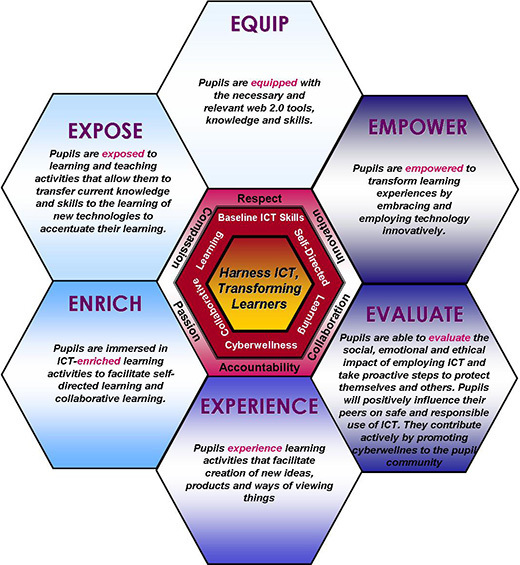 EQUIP
Pupils are equipped with
the necessary and
relevant web 2.0 tools,
knowledge and skills.
EXPOSE
Pupils are exposed to
learning and teaching
activities that allow them to
transfer current knowledge
and skills to the learning of
new technologies to
accentuate their learning.
EMPOWER
Pupils are empowered to
transform learning
experiences by
embracing and
employing technology
innovatively.
Respect
Compassion
Innovation
Baseline ICT Skills
Collaborative Learning
Self-Directed Learning
Harness ICT,
Transforming
Learners
Cyberwellness
Passion
Collaboration
Accountability
ENRICH
Pupils are immersed in
ICT-enriched learning
activities to facilitate self-
directed learning and
collaborative learning.
EVALUATE
Pupils are able to evaluate the
social, emotional and ethical
impact of employing ICT and
take proactive steps to protect
themselves and others. Pupils
will positively influence their
peers on safe and responsible
use of ICT. They contribute
actively by promoting
cyberwellness to the pupil
community
EXPERIENCE
Pupils experience learning
activities that facilitate
creation of new ideas,
products and ways of viewing
things